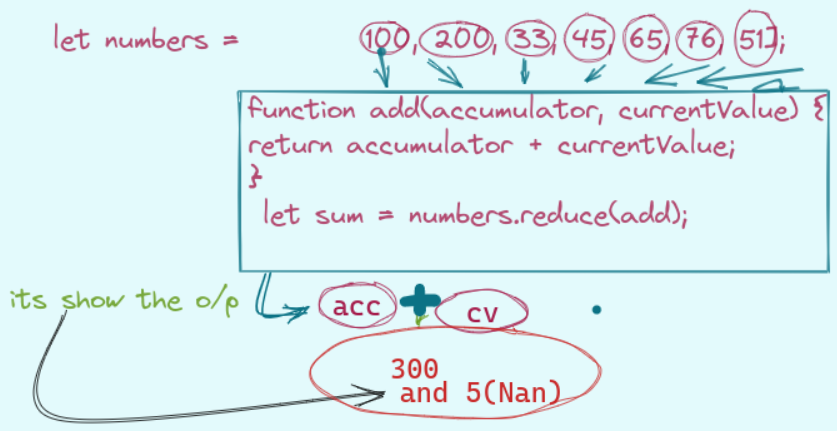 let numbers = 100, 200, 33, 45, 65, 76, 51];
function add(accumulator, currentValue) {
return accumulator + currentValue;
}
let sum = numbers.reduce(add);
its show the o/p acc + cv
300
and 5(Nan)